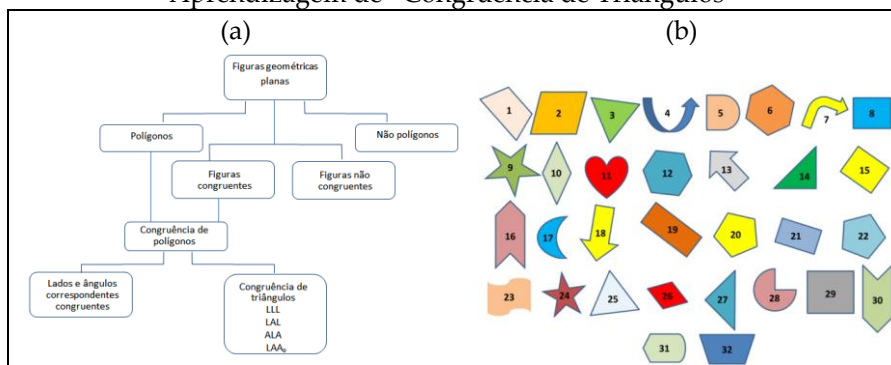 Aprendizagem de "Congruência de Triângulos"
(a)
Figuras geométricas
planas
Polígonos
Não polígonos
Figuras
congruentes
Figuras não
congruentes
Congruência de
polígonos
Lados e ângulos
correspondentes
congruentes
Congruência de
triângulos
LLL
LAL
ALA
LAAₒ
(b)
1
2
3
4
5
6
7
8
9
10
11
12
13
14
15
16
17
18
19
20
21
22
23
24
25
26
27
28
29
30
31
32